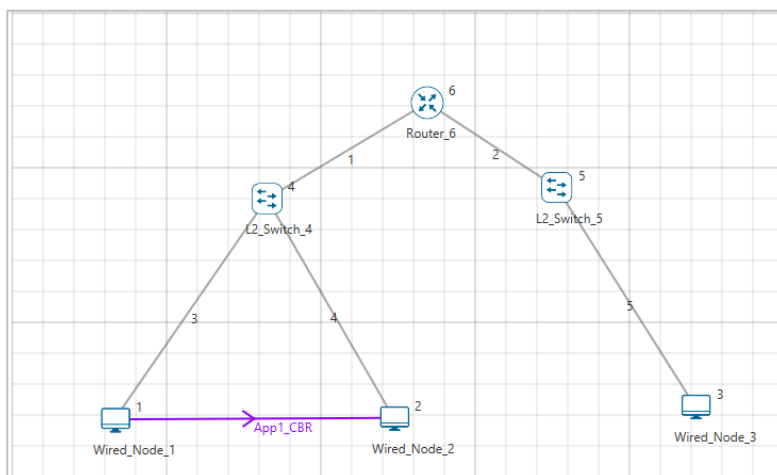 6
Router_6
1
2
4
5
L2_Switch_4
L2_Switch_5
3
4
5
1
2
3
App1_CBR
Wired_Node_1
Wired_Node_2
Wired_Node_3